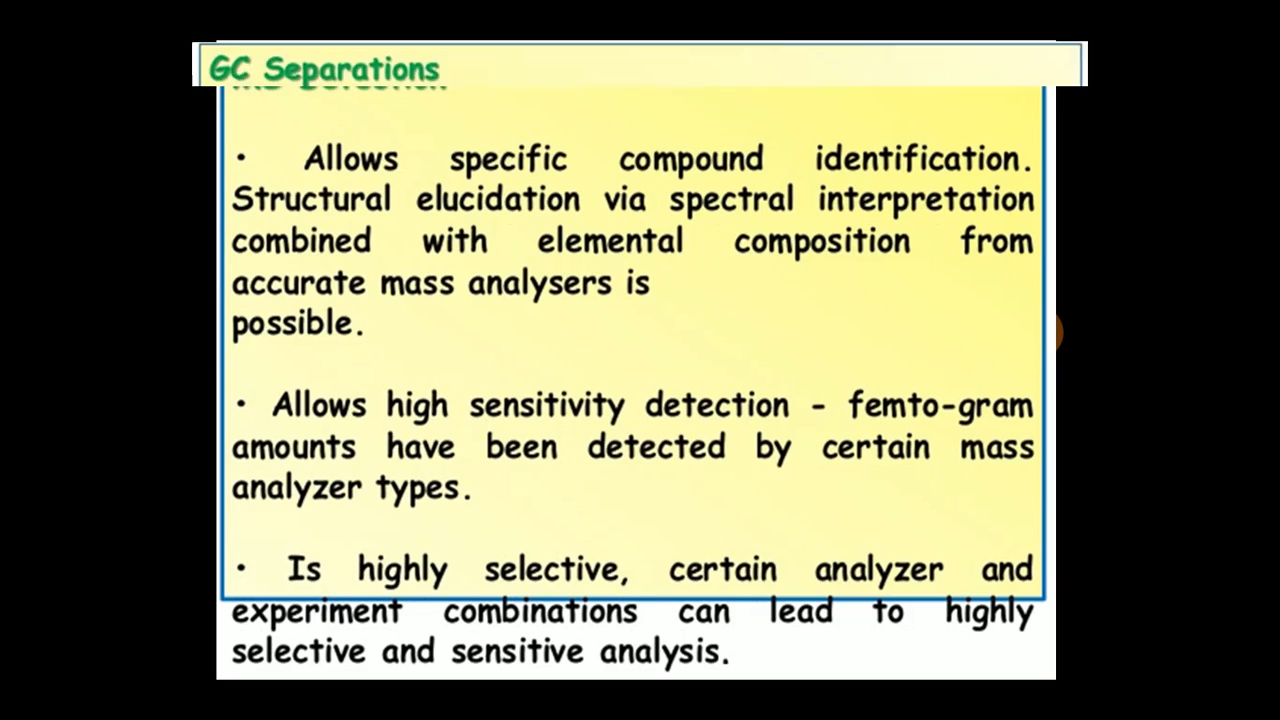 GC Separations
• Allows specific compound identification.
Structural elucidation via spectral interpretation
combined with elemental composition from
accurate mass analysers is
possible.
• Allows high sensitivity detection - femto-gram
amounts have been detected by certain mass
analyzer types.
• Is highly selective, certain analyzer and
experiment combinations can lead to highly
selective and sensitive analysis.